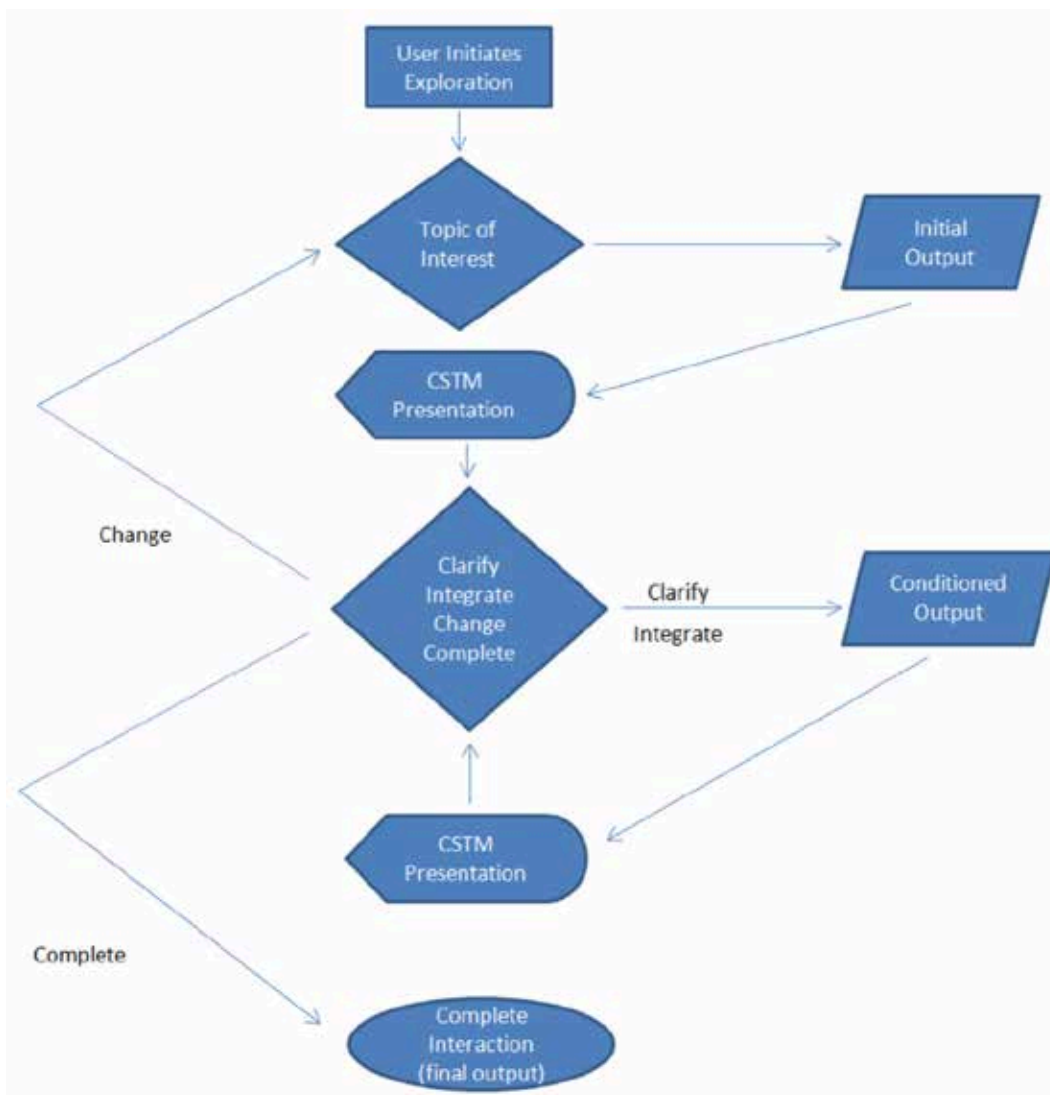 User Initiates
Exploration
Topic of
Interest
Initial
Output
CSTM
Presentation
Change
Clarify
Integrate
Change
Complete
Clarify
Integrate
Conditioned
Output
CSTM
Presentation
Complete
Complete
Interaction
(final output)